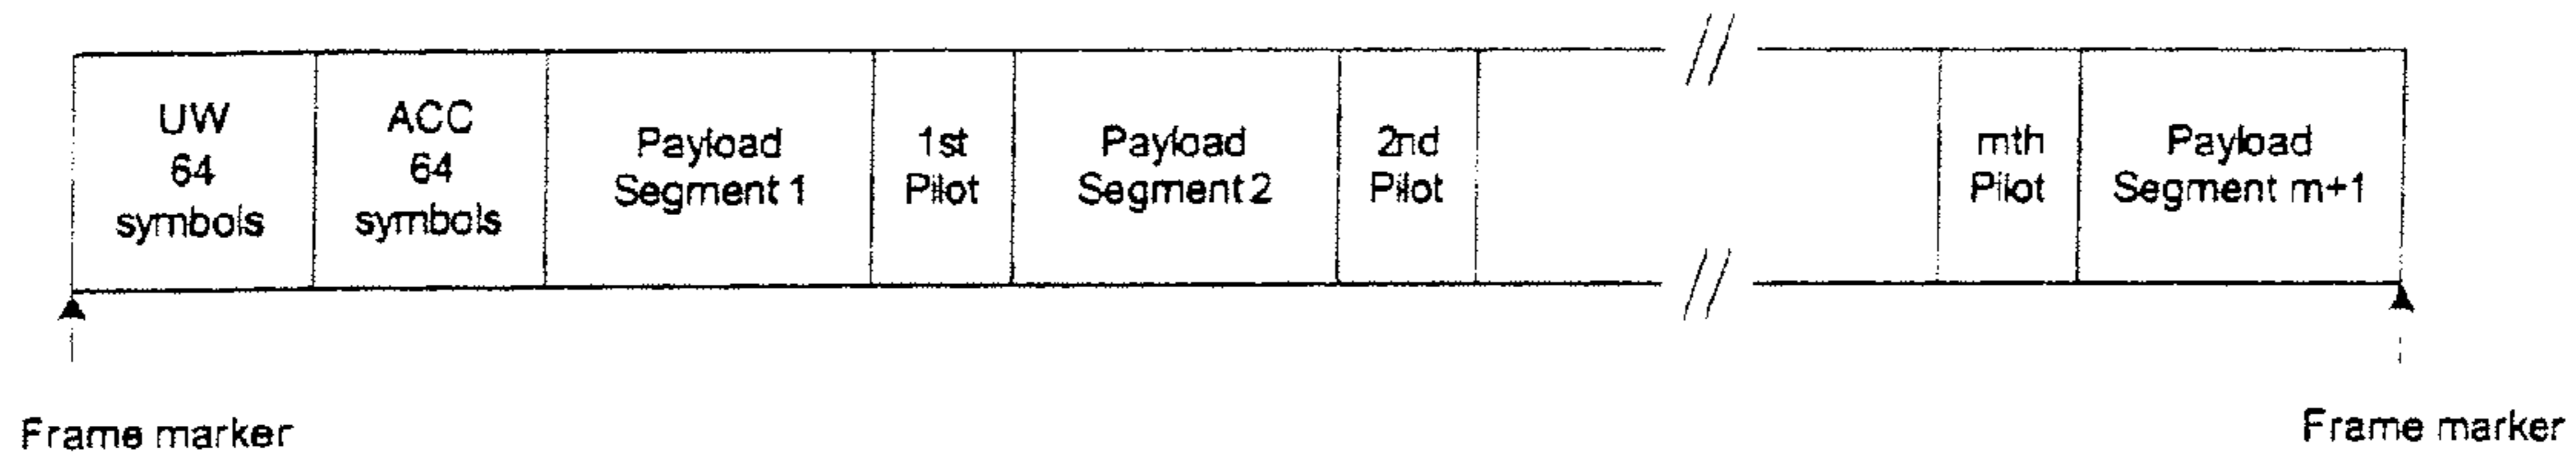 UW
64
symbols
ACC
64
symbols
Payload
Segment 1
1st
Pilot
Payload
Segment 2
2nd
Pilot
mth
Pilot
Payload
Segment m+1
Frame marker
Frame marker